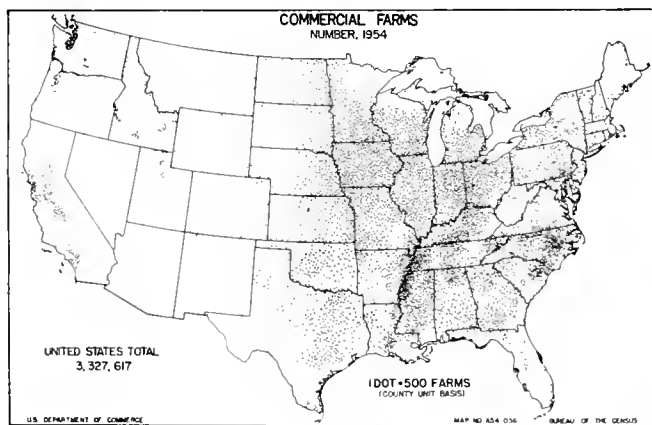 COMMERCIAL FARMS
NUMBER, 1954
UNITED STATES TOTAL
3,327,617
1 DOT=500 FARMS
(COUNTY UNIT BASIS)
U.S. DEPARTMENT OF COMMERCE
MAP NO. A54-036
BUREAU OF THE CENSUS